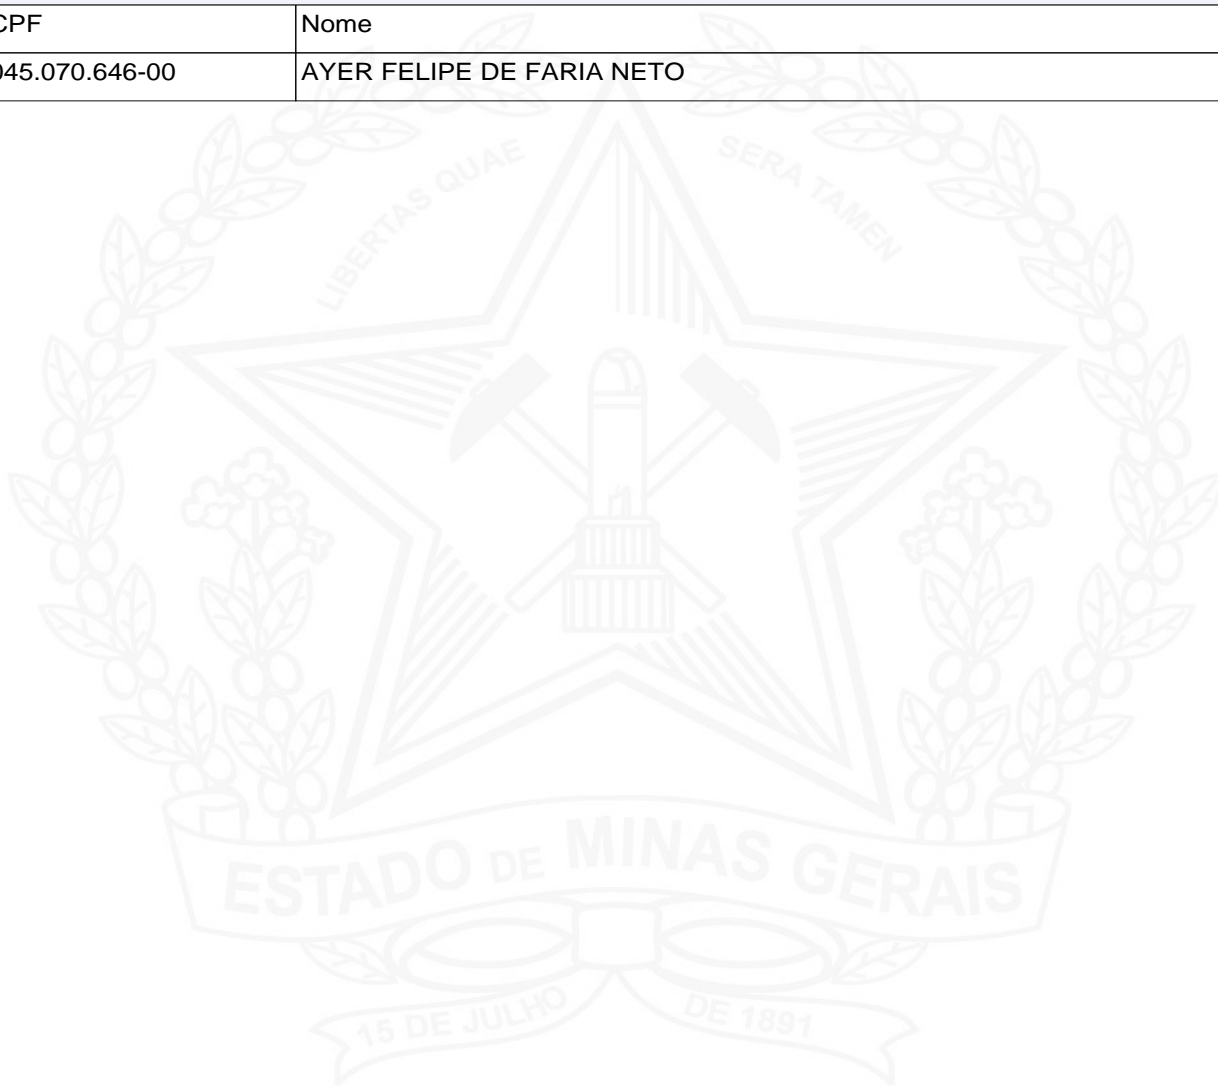 CPF Nome
045.070.646-00 AYER FELIPE DE FARIA NETO
LIBERTAS QUAE SERA TAMEN
ESTADO DE MINAS GERAIS
15 DE JULHO DE 1891